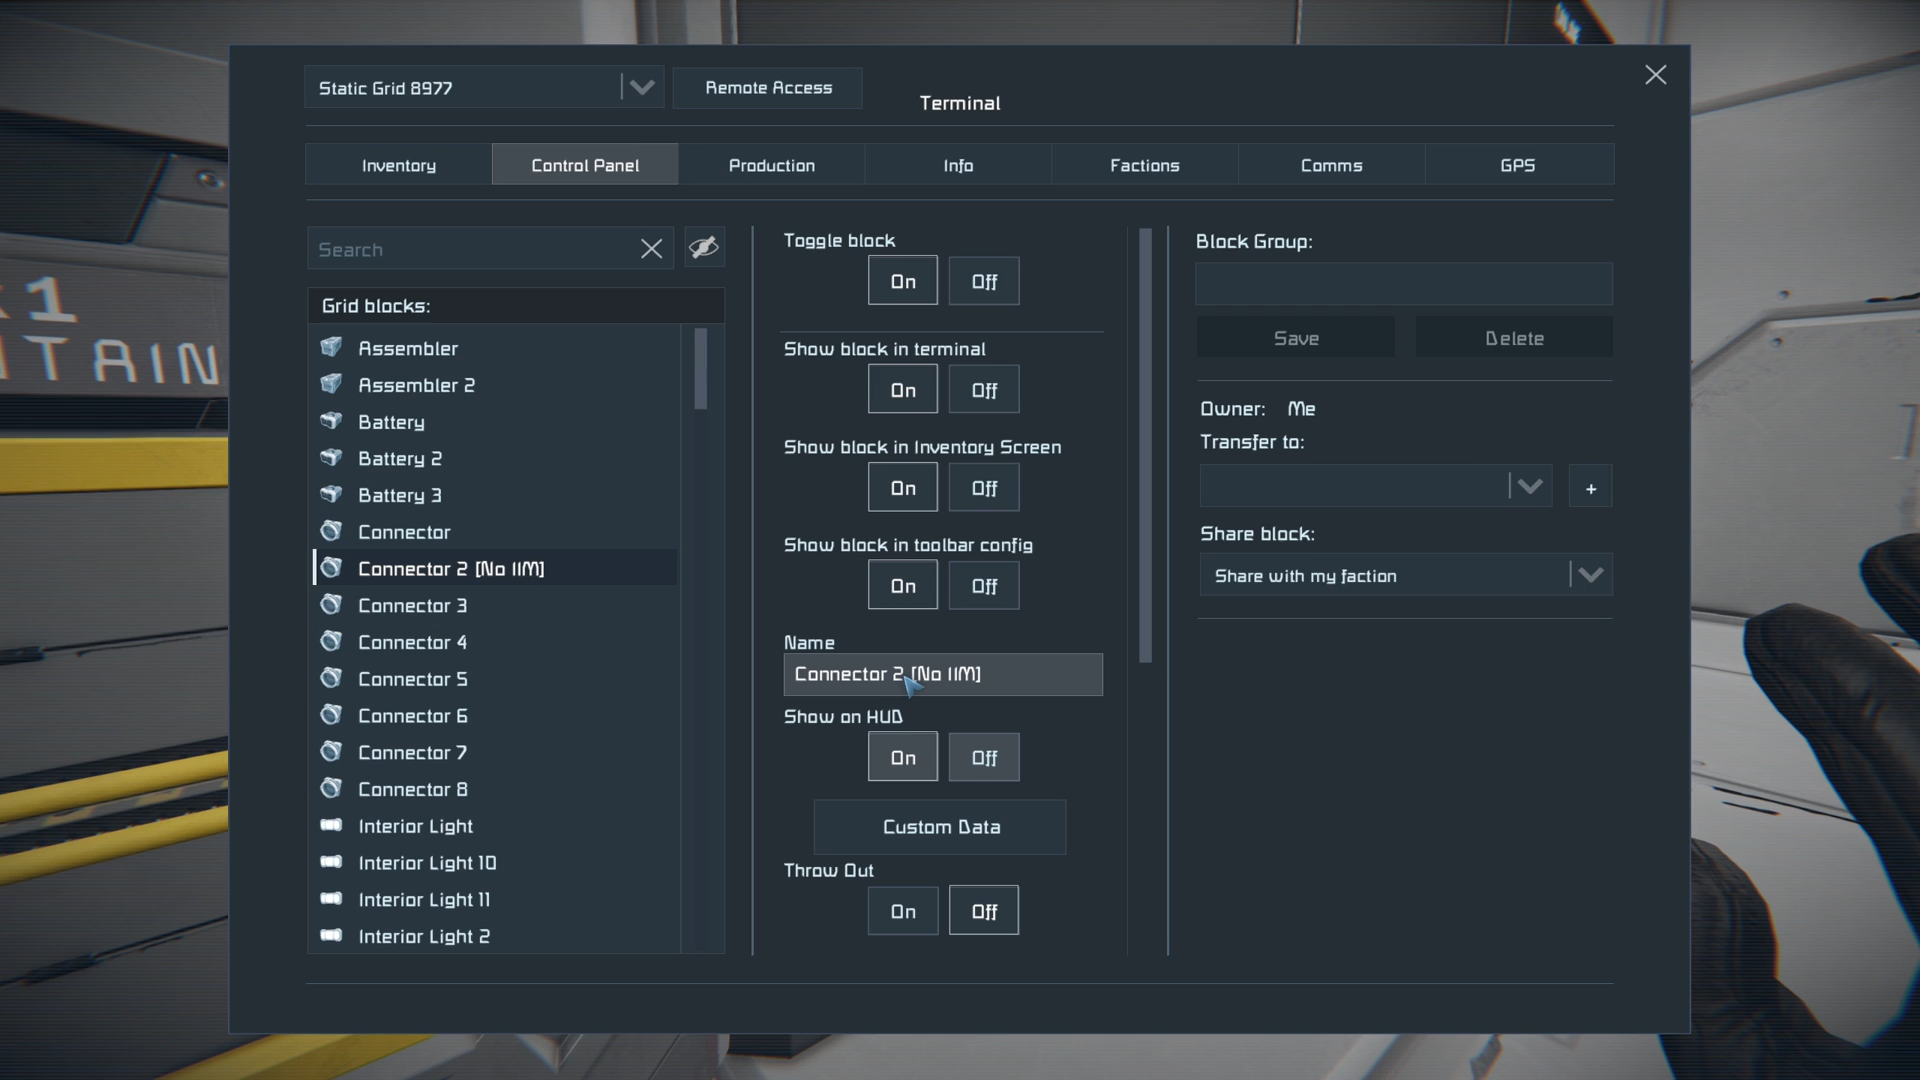 Static Grid 8977
Remote Access
Terminal
Inventory
Control Panel
Production
Info
Factions
Comms
GPS
Search
Grid blocks:
Assembler
Assembler 2
Battery
Battery 2
Battery 3
Connector
Connector 2 [No IIM]
Connector 3
Connector 4
Connector 5
Connector 6
Connector 7
Connector 8
Interior Light
Interior Light 10
Interior Light 11
Interior Light 2
Toggle block
On Off
Show block in terminal
On Off
Show block in Inventory Screen
On Off
Show block in toolbar config
On Off
Name
Connector 2 [No IIM]
Show on HUD
On Off
Custom Data
Throw Out
On Off
Block Group:
Save
Delete
Owner: Me
Transfer to:
+
Share block:
Share with my faction